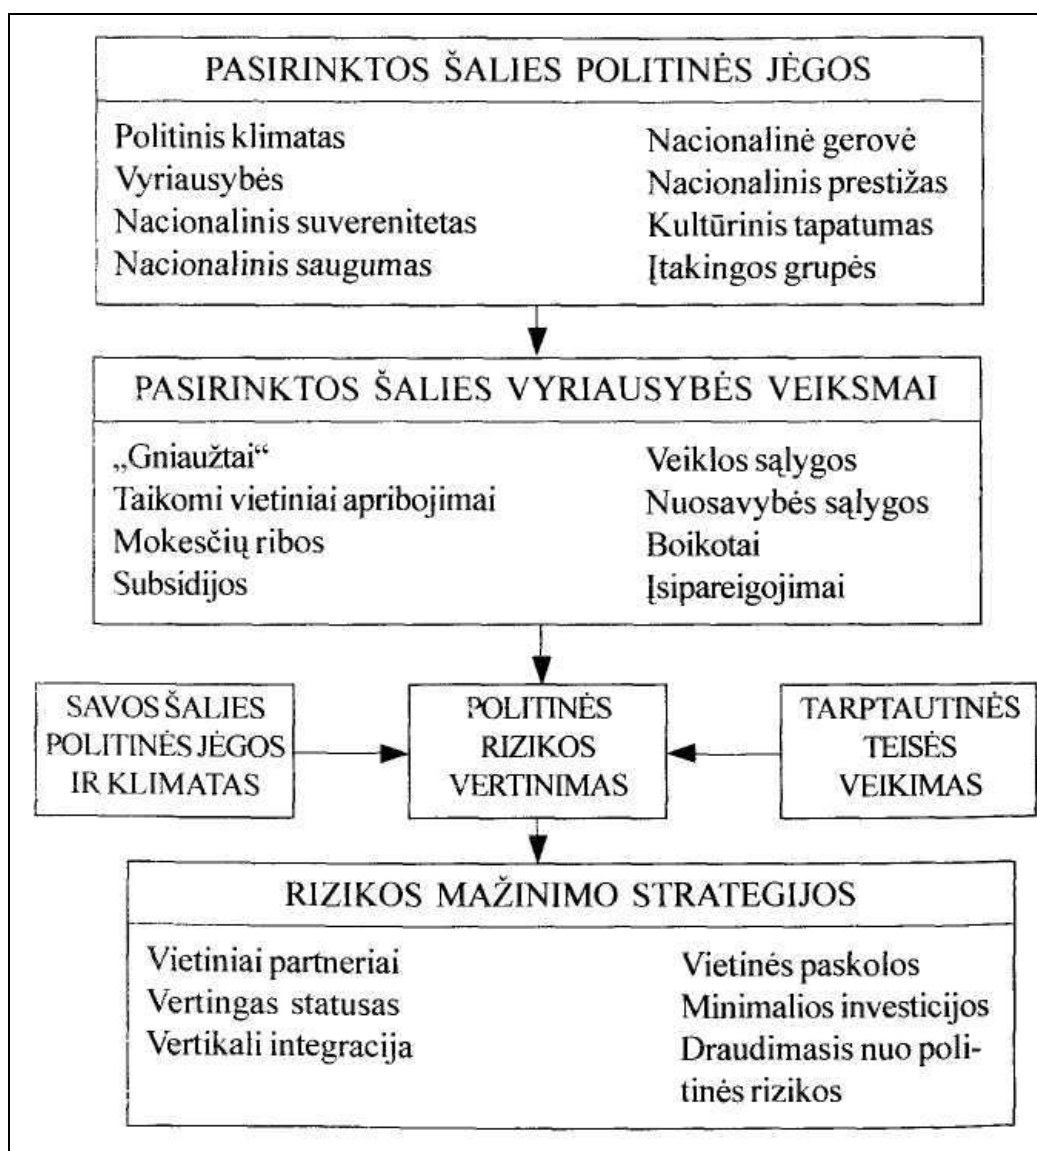 PASIRINKTOS ŠALIES POLITINĖS JĖGOS
Politinis klimatas
Vyriausybės
Nacionalinis suverenitetas
Nacionalinis saugumas
Nacionalinė gerovė
Nacionalinis prestižas
Kultūrinis tapatumas
Įtakingos grupės
PASIRINKTOS ŠALIES VYRIAUSYBĖS VEIKSMAI
„Gniaužtai“
Taikomi vietiniai apribojimai
Mokesčių ribos
Subsidijos
Veiklos sąlygos
Nuosavybės sąlygos
Boikotai
Įsipareigojimai
SAVOS ŠALIES
POLITINĖS JĖGOS
IR KLIMATAS
POLITINĖS
RIZIKOS
VERTINIMAS
TARPTAUTINĖS
TEISĖS
VEIKIMAS
RIZIKOS MAŽINIMO STRATEGIJOS
Vietiniai partneriai
Vertingas statusas
Vertikali integracija
Vietinės paskolos
Minimalios investicijos
Draudimasis nuo poli-
tinės rizikos